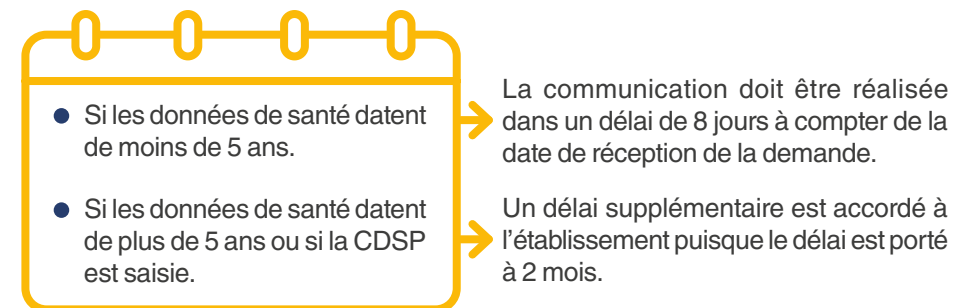 Si les données de santé datent
de moins de 5 ans.
La communication doit être réalisée
dans un délai de 8 jours à compter de la
date de réception de la demande.
Si les données de santé datent
de plus de 5 ans ou si la CDSP
est saisie.
Un délai supplémentaire est accordé à
l'établissement puisque le délai est porté
à 2 mois.